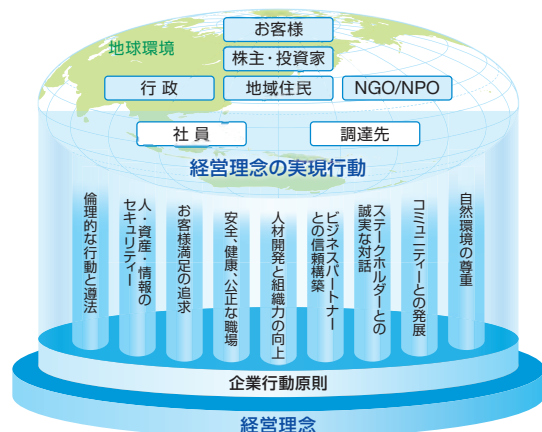 地球環境
お客様
株主・投資家
行政
地域住民
NGO/NPO
社員
調達先
経営理念の実現行動
倫理的な行動と遵法
人・資産・情報の
セキュリティー
お客様満足の追求
安全、健康、公正な職場
人材開発と組織力の向上
ビジネスパートナー
との信頼構築
ステークホルダーとの
誠実な対話
コミュニティーとの発展
自然環境の尊重
企業行動原則
経営理念